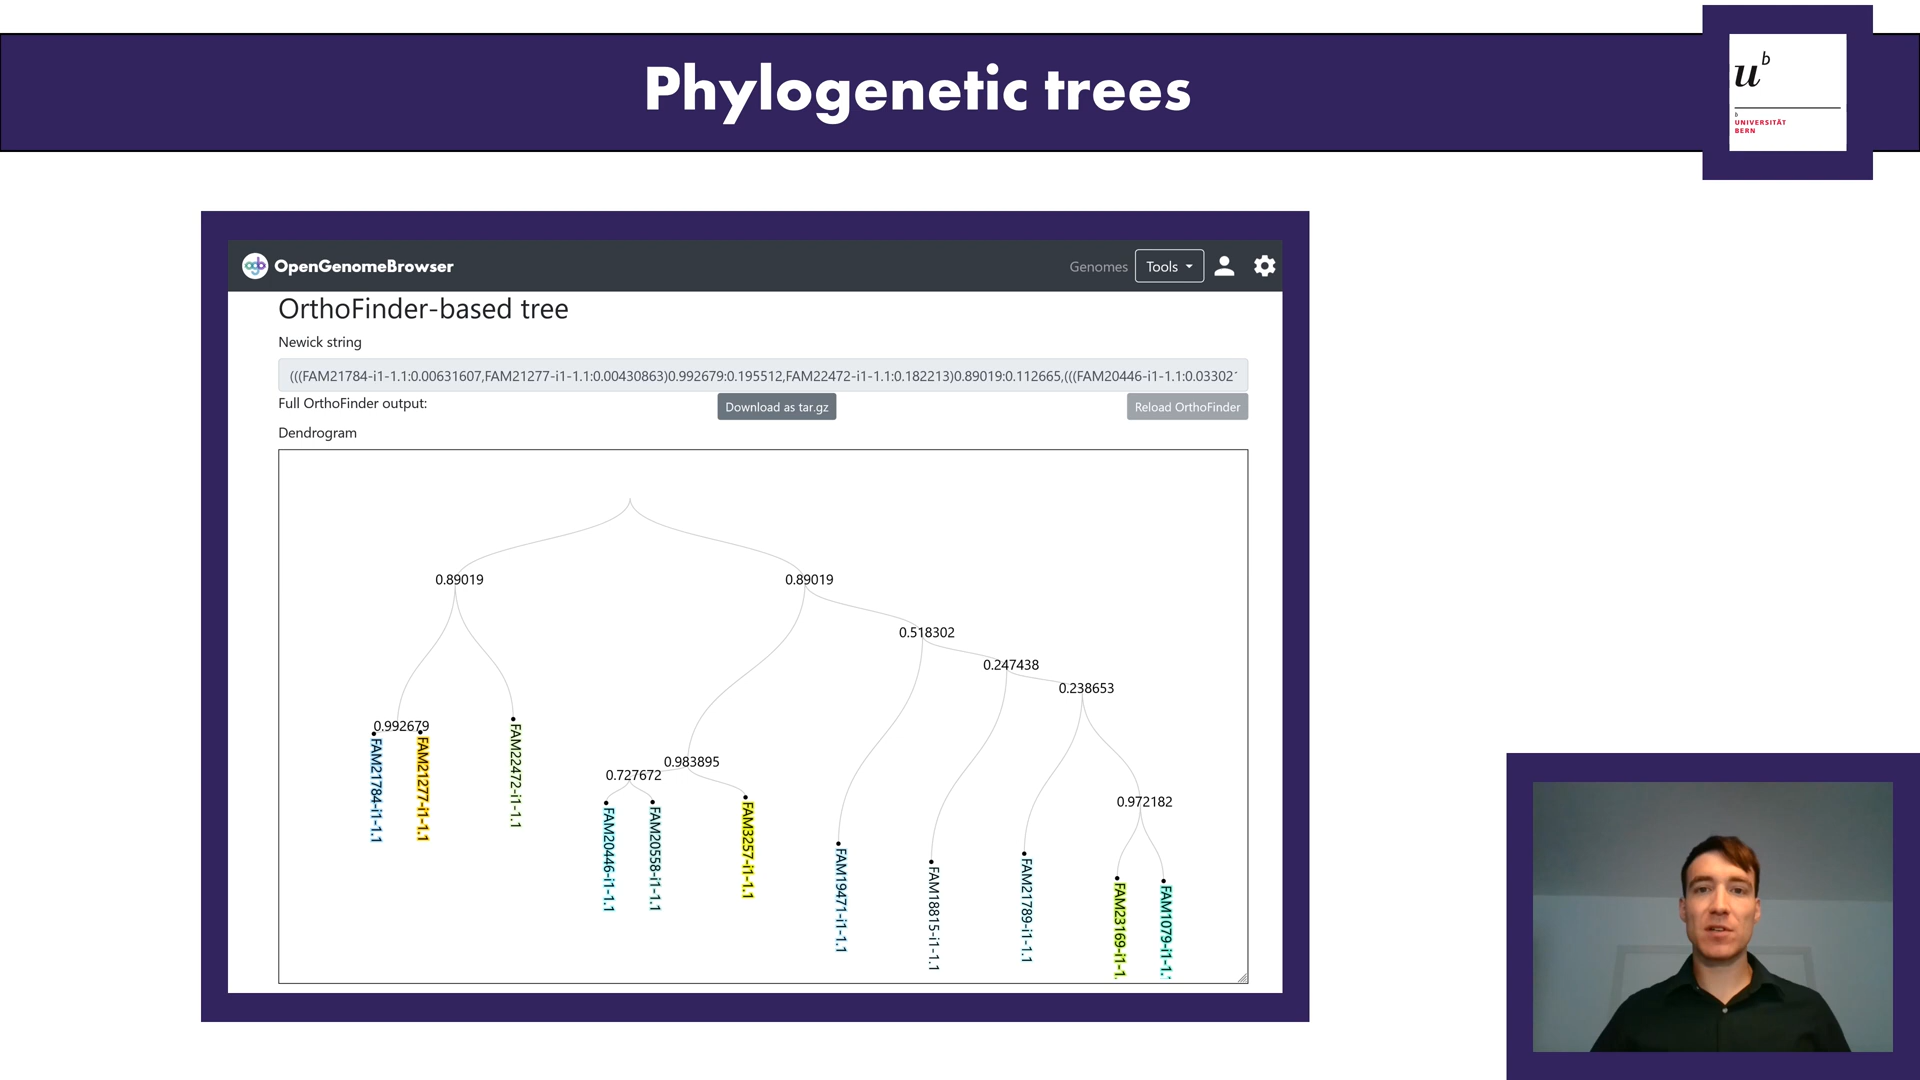 Phylogenetic trees
u b
b
UNIVERSITÄT
BERN
OpenGenomeBrowser
Genomes
Tools
OrthoFinder-based tree
Newick string
(((FAM21784-i1-1.1:0.00631607,FAM21277-i1-1.1:0.00430863)0.992679:0.195512,FAM22472-i1-1.1:0.182213)0.89019:0.112665,(((FAM20446-i1-1.1:0.03302
Full OrthoFinder output:
Download as tar.gz
Reload OrthoFinder
Dendrogram
0.89019
0.89019
0.518302
0.247438
0.238653
0.992679
0.983895
0.727672
0.972182
FAM21784-i1-1.1
FAM21277-i1-1.1
FAM22472-i1-1.1
FAM20446-i1-1.1
FAM20558-i1-1.1
FAM3257-i1-1.1
FAM19471-i1-1.1
FAM18815-i1-1.1
FAM21789-i1-1.1
FAM23169-i1-1.
FAM1079-i1-1.